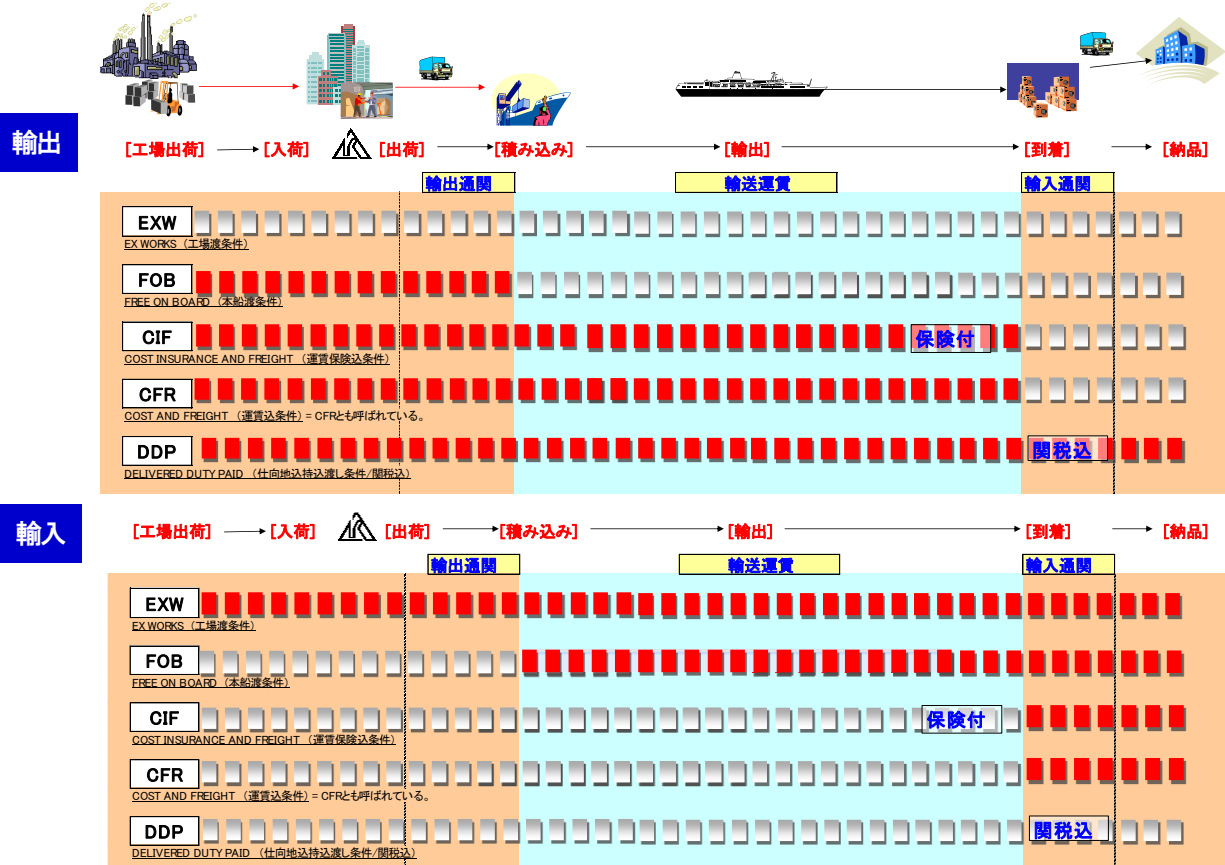 輸出
[工場出荷] [入荷] [出荷] [積み込み] [輸出] [到着] [納品]
輸出通関 輸送運賃 輸入通関
EXW
EX WORKS（工場渡条件）
FOB
FREE ON BOARD（本船渡条件）
CIF 保険付
COST INSURANCE AND FREIGHT（運賃保険込条件）
CFR
COST AND FREIGHT（運賃込条件）= CFRとも呼ばれている。
DDP 関税込
DELIVERED DUTY PAID（仕向地込持込渡し条件/関税込）
輸入
[工場出荷] [入荷] [出荷] [積み込み] [輸出] [到着] [納品]
輸出通関 輸送運賃 輸入通関
EXW
EX WORKS（工場渡条件）
FOB
FREE ON BOARD（本船渡条件）
CIF 保険付
COST INSURANCE AND FREIGHT（運賃保険込条件）
CFR
COST AND FREIGHT（運賃込条件）= CFRとも呼ばれている。
DDP 関税込
DELIVERED DUTY PAID（仕向地込持込渡し条件/関税込）